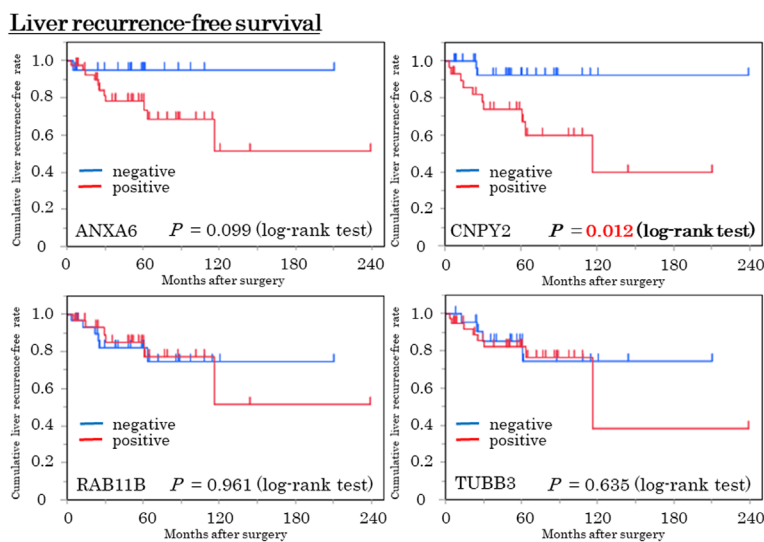 Liver recurrence-free survival
Cumulative liver recurrence-free rate
1.0
0.8
0.6
0.4
0.2
0
negative
positive
ANXA6 P = 0.099 (log-rank test)
0 60 120 180 240
Months after surgery
Cumulative liver recurrence-free rate
1.0
0.8
0.6
0.4
0.2
0
negative
positive
CNPY2 P = 0.012 (log-rank test)
0 60 120 180 240
Months after surgery
Cumulative liver recurrence-free rate
1.0
0.8
0.6
0.4
0.2
0
negative
positive
RAB11B P = 0.961 (log-rank test)
0 60 120 180 240
Months after surgery
Cumulative liver recurrence-free rate
1.0
0.8
0.6
0.4
0.2
0
negative
positive
TUBB3 P = 0.635 (log-rank test)
0 60 120 180 240
Months after surgery